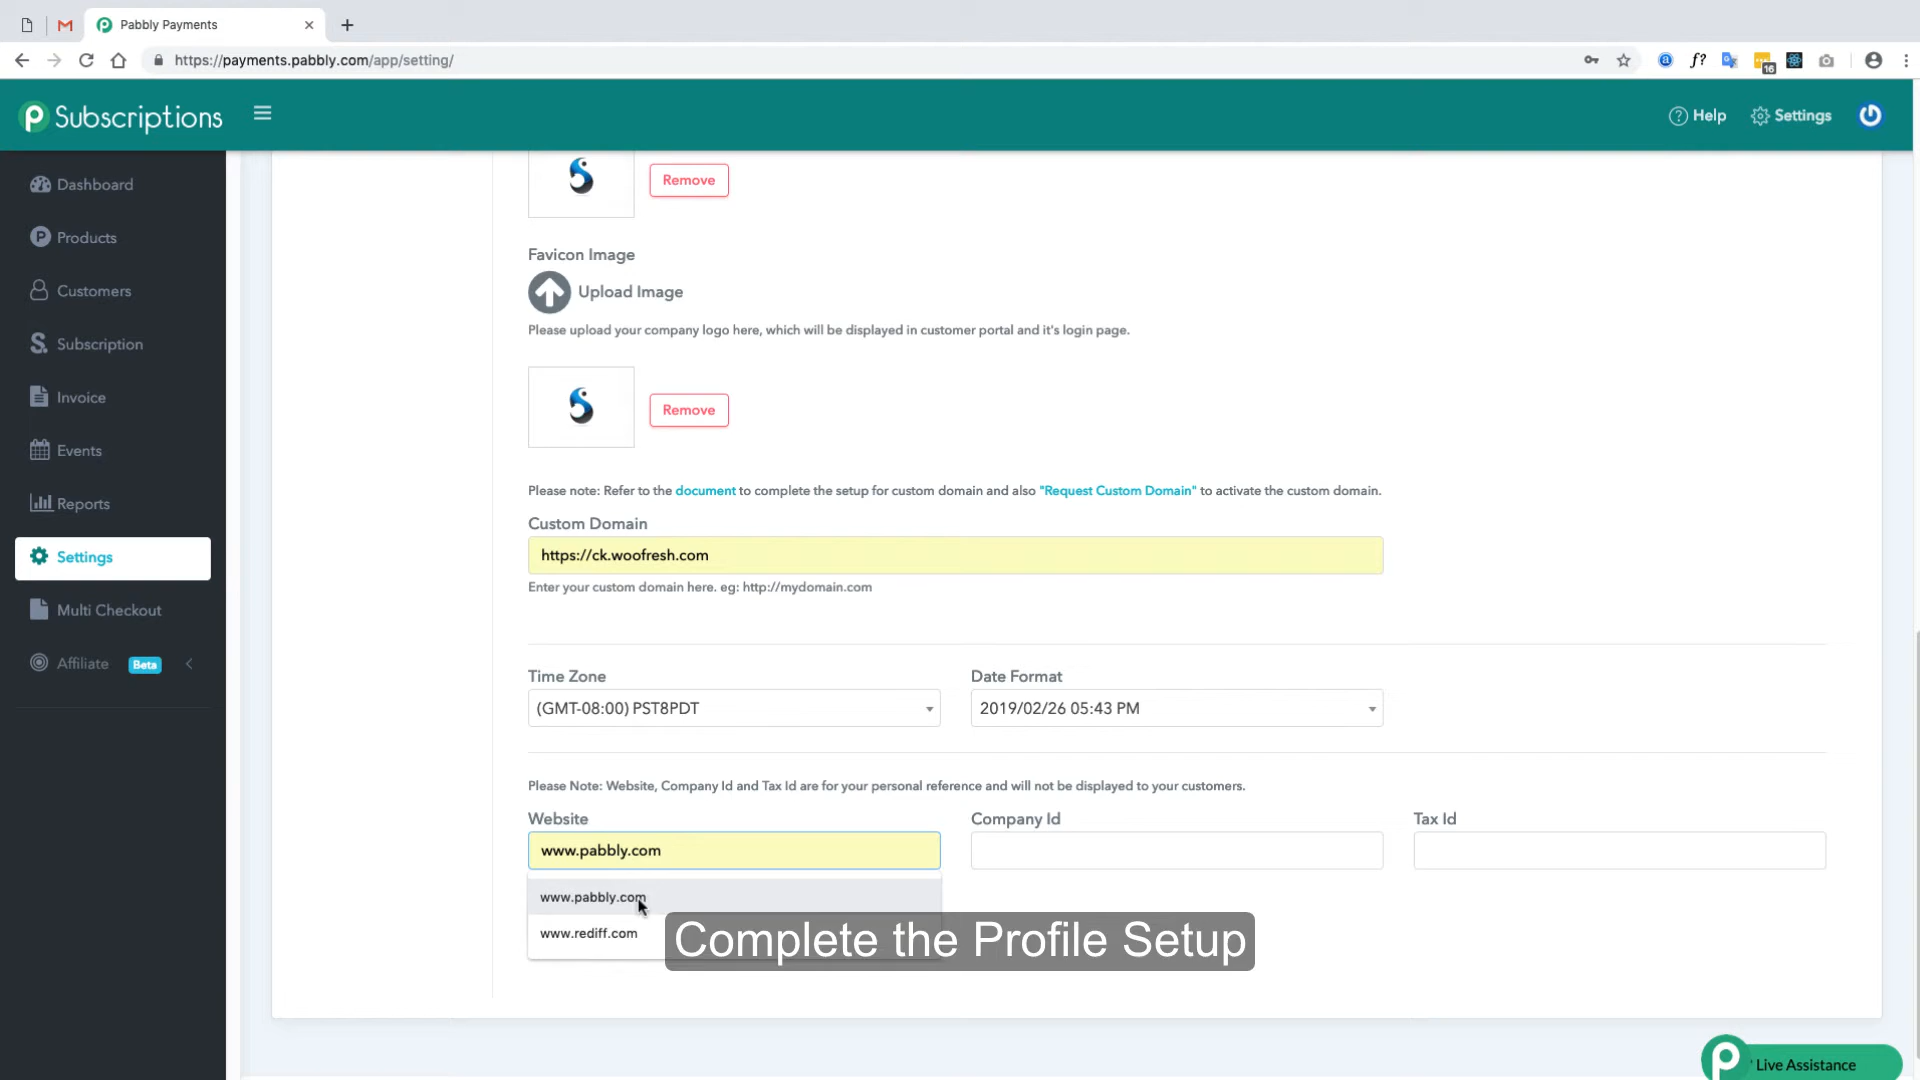 Pabbly Payments
https://payments.pabbly.com/app/setting/
f?
16
Subscriptions
Help
Settings
Dashboard
Products
Customers
Subscription
Invoice
Events
Reports
Settings
Multi Checkout
Affiliate Beta
Remove
Favicon Image
Upload Image
Please upload your company logo here, which will be displayed in customer portal and it's login page.
Remove
Please note: Refer to the document to complete the setup for custom domain and also "Request Custom Domain" to activate the custom domain.
Custom Domain
https://ck.woofresh.com
Enter your custom domain here. eg: http://mydomain.com
Time Zone
Date Format
(GMT-08:00) PST8PDT
2019/02/26 05:43 PM
Please Note: Website, Company Id and Tax Id are for your personal reference and will not be displayed to your customers.
Website
Company Id
Tax Id
www.pabbly.com
www.pabbly.com
www.rediff.com
Complete the Profile Setup
Live Assistance